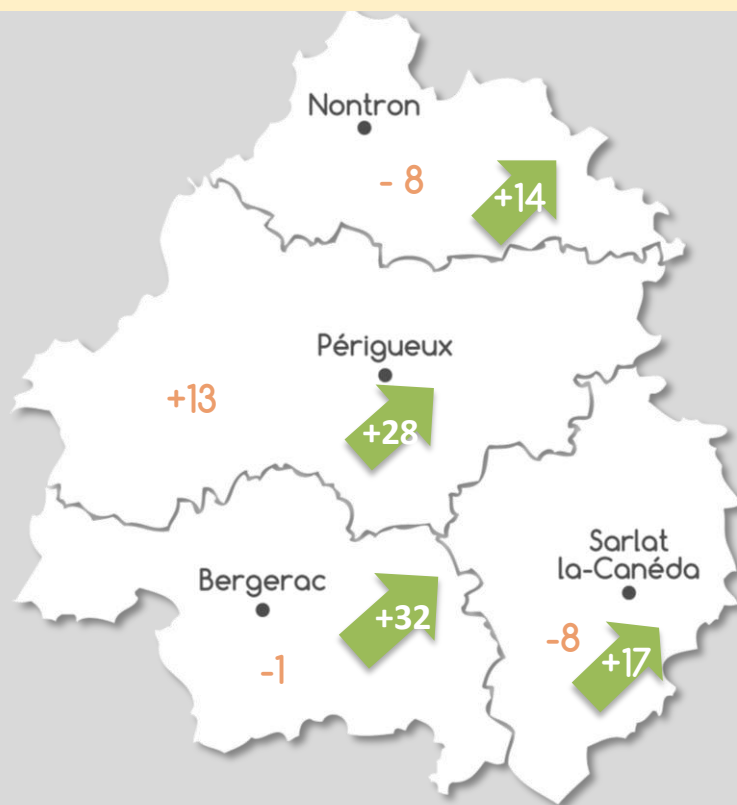 Nontron
- 8
+14
Périgueux
+13
+28
Bergerac
+32
-1
Sarlat
la-Canéda
-8
+17